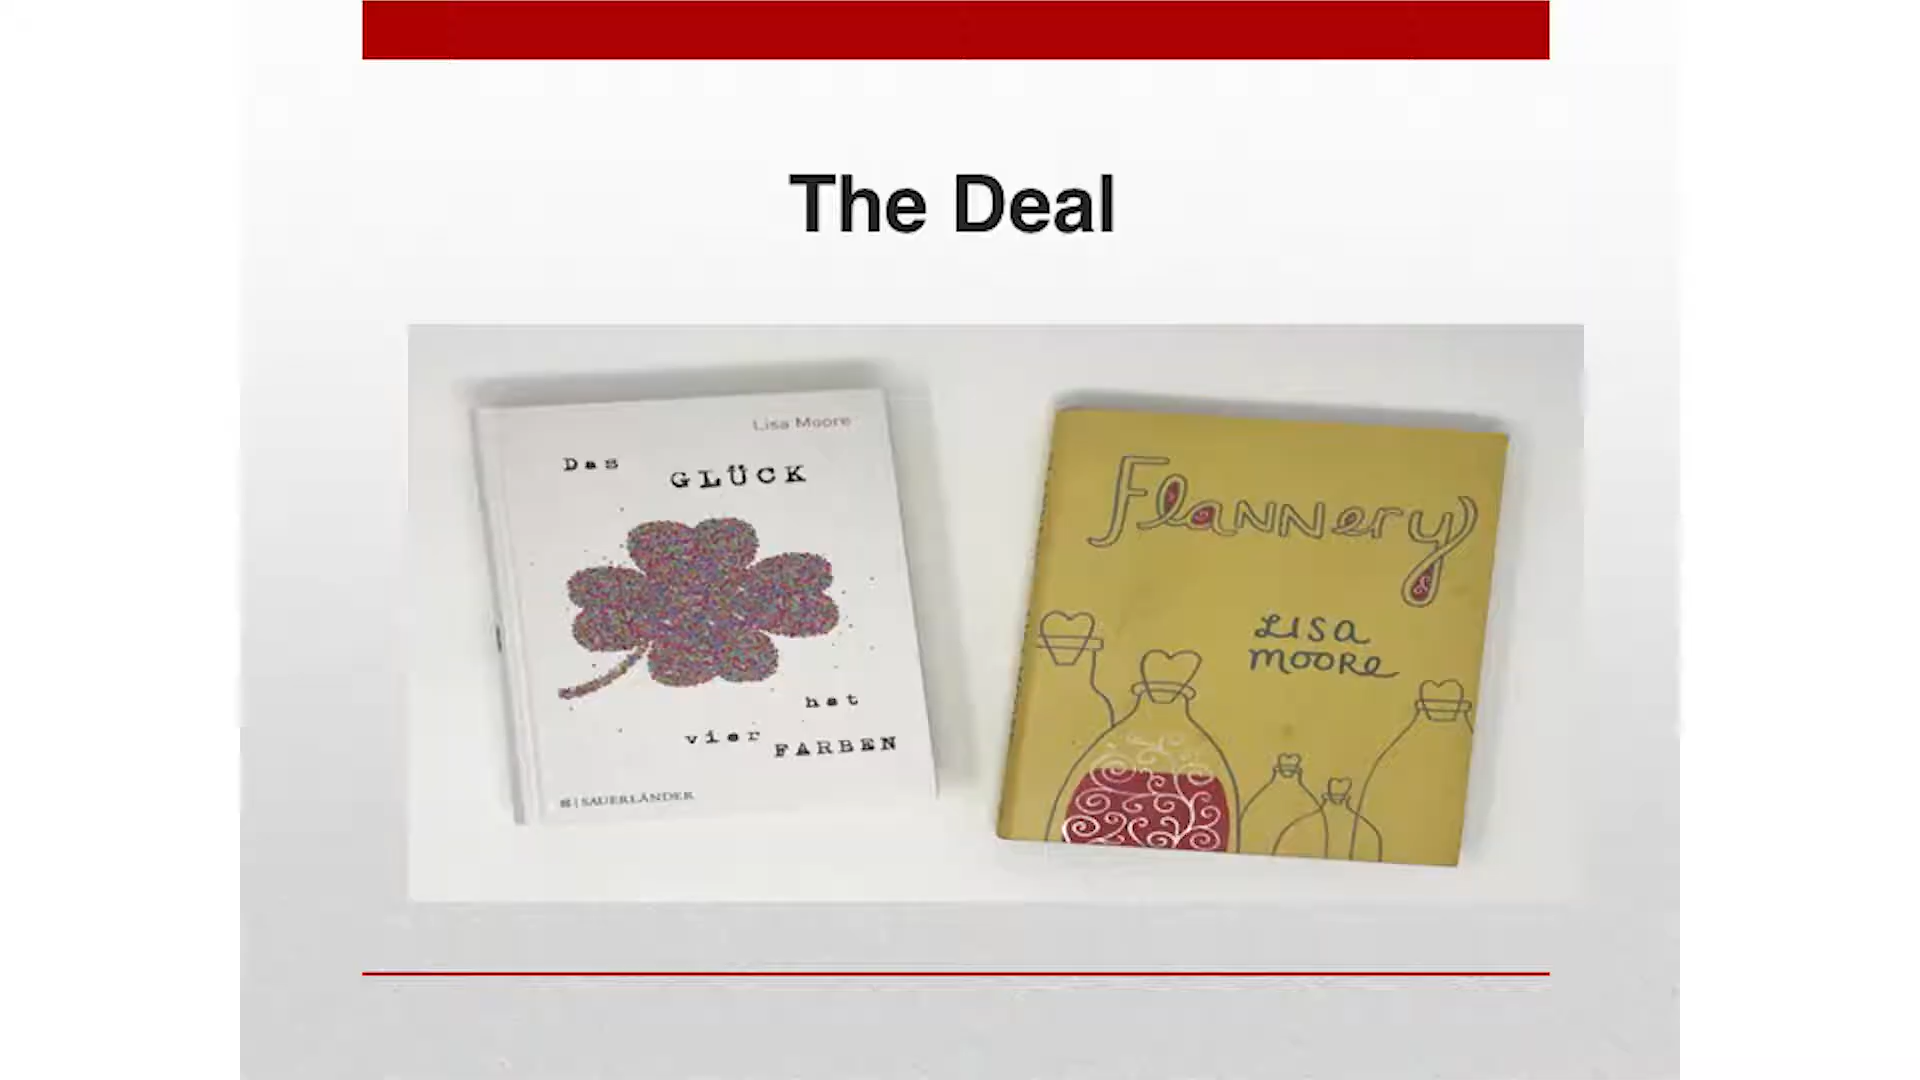 The Deal
Lisa Moore
Das GLÜCK
hat
vier FARBEN
SAUERLÄNDER
Flannery
LISA
MOORE